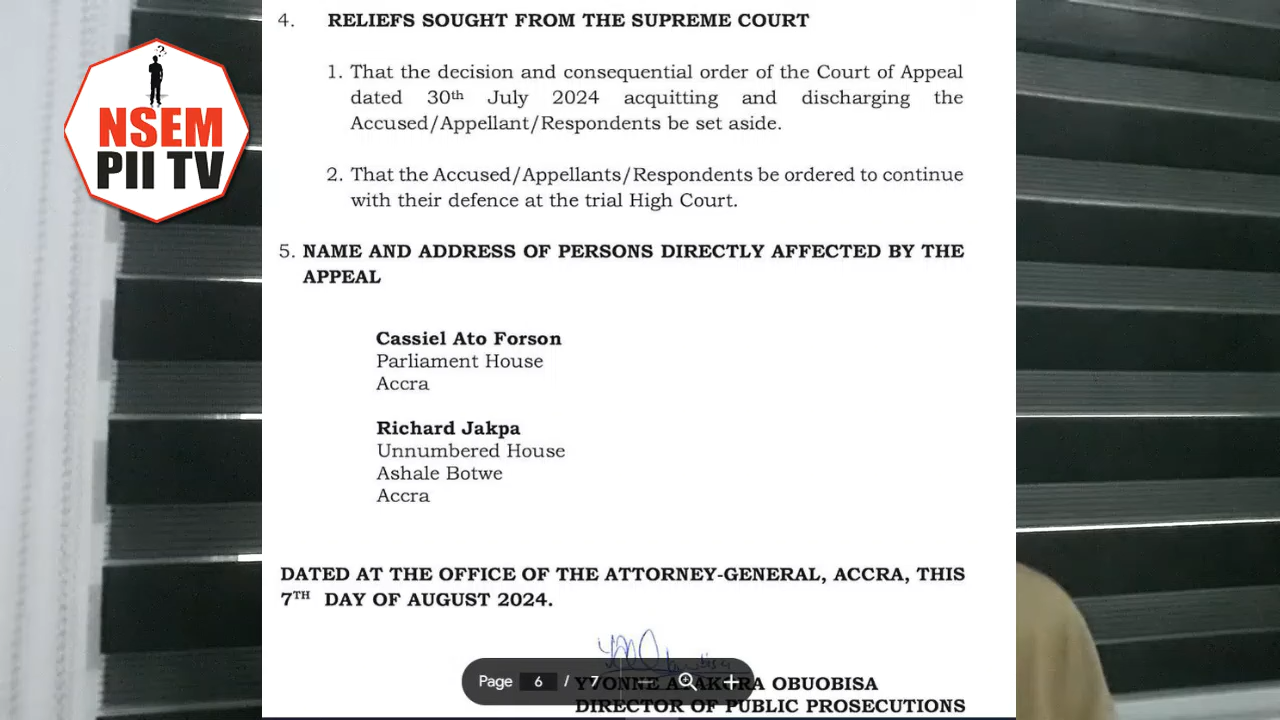 NSEM
PII TV
4. RELIEFS SOUGHT FROM THE SUPREME COURT
1. That the decision and consequential order of the Court of Appeal
dated 30th July 2024 acquitting and discharging the
Accused/Appellant/Respondents be set aside.
2. That the Accused/Appellants/Respondents be ordered to continue
with their defence at the trial High Court.
5. NAME AND ADDRESS OF PERSONS DIRECTLY AFFECTED BY THE
APPEAL
Cassiel Ato Forson
Parliament House
Accra
Richard Jakpa
Unnumbered House
Ashale Botwe
Accra
DATED AT THE OFFICE OF THE ATTORNEY-GENERAL, ACCRA, THIS
7TH DAY OF AUGUST 2024.
Page 6 / 7
YVONNE OBUOBISA
DIRECTOR OF PUBLIC PROSECUTIONS